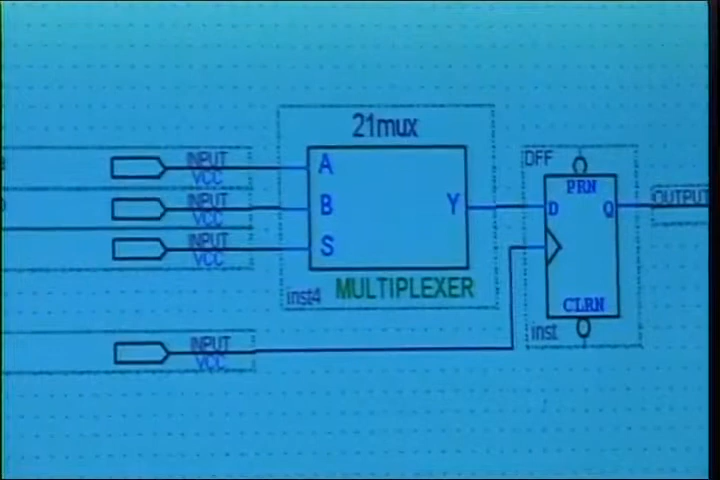 21mux
DFF
INPUT
VCC
A
PRN
INPUT
VCC
B
Y
D
Q
OUTPUT
INPUT
VCC
S
inst4
MULTIPLEXER
CLRN
inst
INPUT
VCC